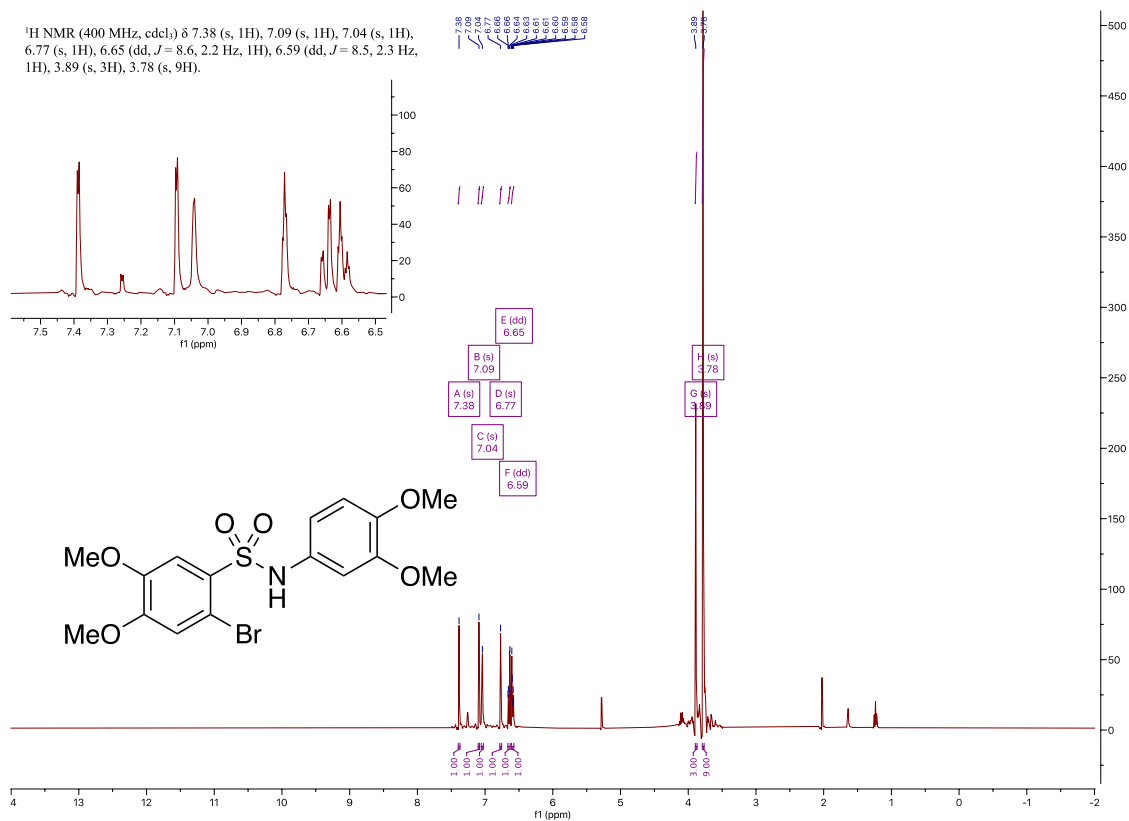 ¹H NMR (400 MHz, cdcl₃) δ 7.38 (s, 1H), 7.09 (s, 1H), 7.04 (s, 1H),
6.77 (s, 1H), 6.65 (dd, J = 8.6, 2.2 Hz, 1H), 6.59 (dd, J = 8.5, 2.3 Hz,
1H), 3.89 (s, 3H), 3.78 (s, 9H).
7.38
7.09
7.04
6.77
6.66
6.66
6.64
6.63
6.61
6.61
6.60
6.59
6.58
6.58
3.89
3.78
100
80
60
40
20
0
7.5 7.4 7.3 7.2 7.1 7.0 6.9 6.8 6.7 6.6 6.5
f1 (ppm)
E (dd)
6.65
B (s)
7.09
H (s)
3.78
A (s)
7.38
D (s)
6.77
G (s)
3.89
C (s)
7.04
F (dd)
6.59
OMe
O O
MeO
S
N
H
OMe
MeO
Br
500
450
400
350
300
250
200
150
100
50
0
1.00
1.00
1.00
1.00
1.00
1.00
3.00
9.00
4 13 12 11 10 9 8 7 6 5 4 3 2 1 0 -1 -2
f1 (ppm)